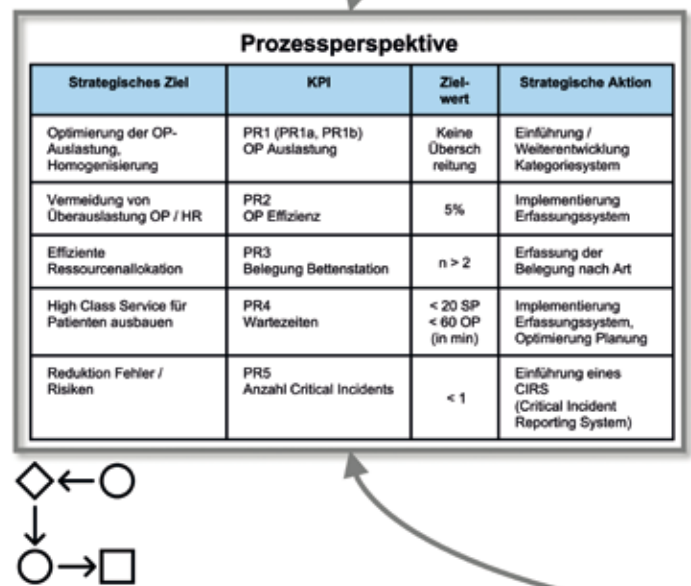 Prozessperspektive
Strategisches Ziel
KPI
Ziel-
wert
Strategische Aktion
Optimierung der OP-
Auslastung,
Homogenisierung
PR1 (PR1a, PR1b)
OP Auslastung
Keine
Übersch
reitung
Einführung /
Weiterentwicklung
Kategoriesystem
Vermeidung von
Überauslastung OP / HR
PR2
OP Effizienz
5%
Implementierung
Erfassungssystem
Effiziente
Ressourcenallokation
PR3
Belegung Bettenstation
n > 2
Erfassung der
Belegung nach Art
High Class Service für
Patienten ausbauen
PR4
Wartezeiten
< 20 SP
< 60 OP
(in min)
Implementierung
Erfassungssystem,
Optimierung Planung
Reduktion Fehler /
Risiken
PR5
Anzahl Critical Incidents
< 1
Einführung eines
CIRS
(Critical Incident
Reporting System)